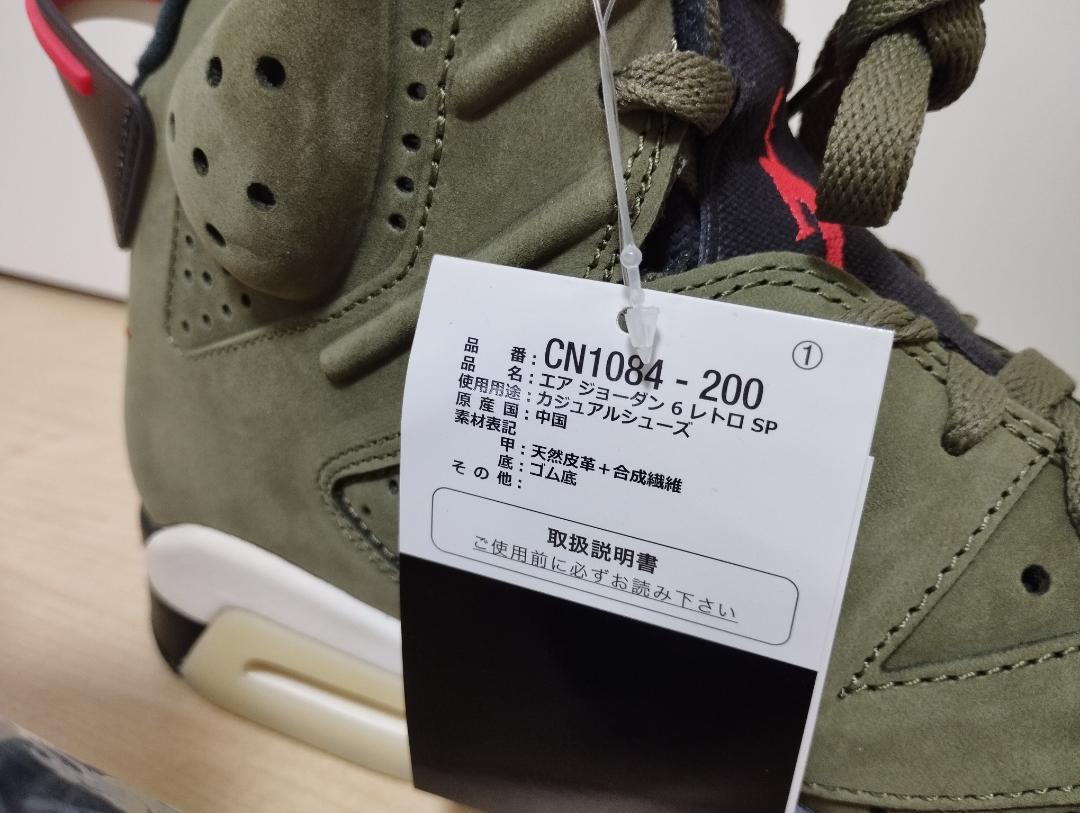 ①
品番：CN1084 - 200
品名：エア ジョーダン 6 レトロ SP
使用用途：カジュアルシューズ
原産国：中国
素材表記
甲：天然皮革＋合成繊維
底：ゴム底
その他：
取扱説明書
ご使用前に必ずお読み下さい